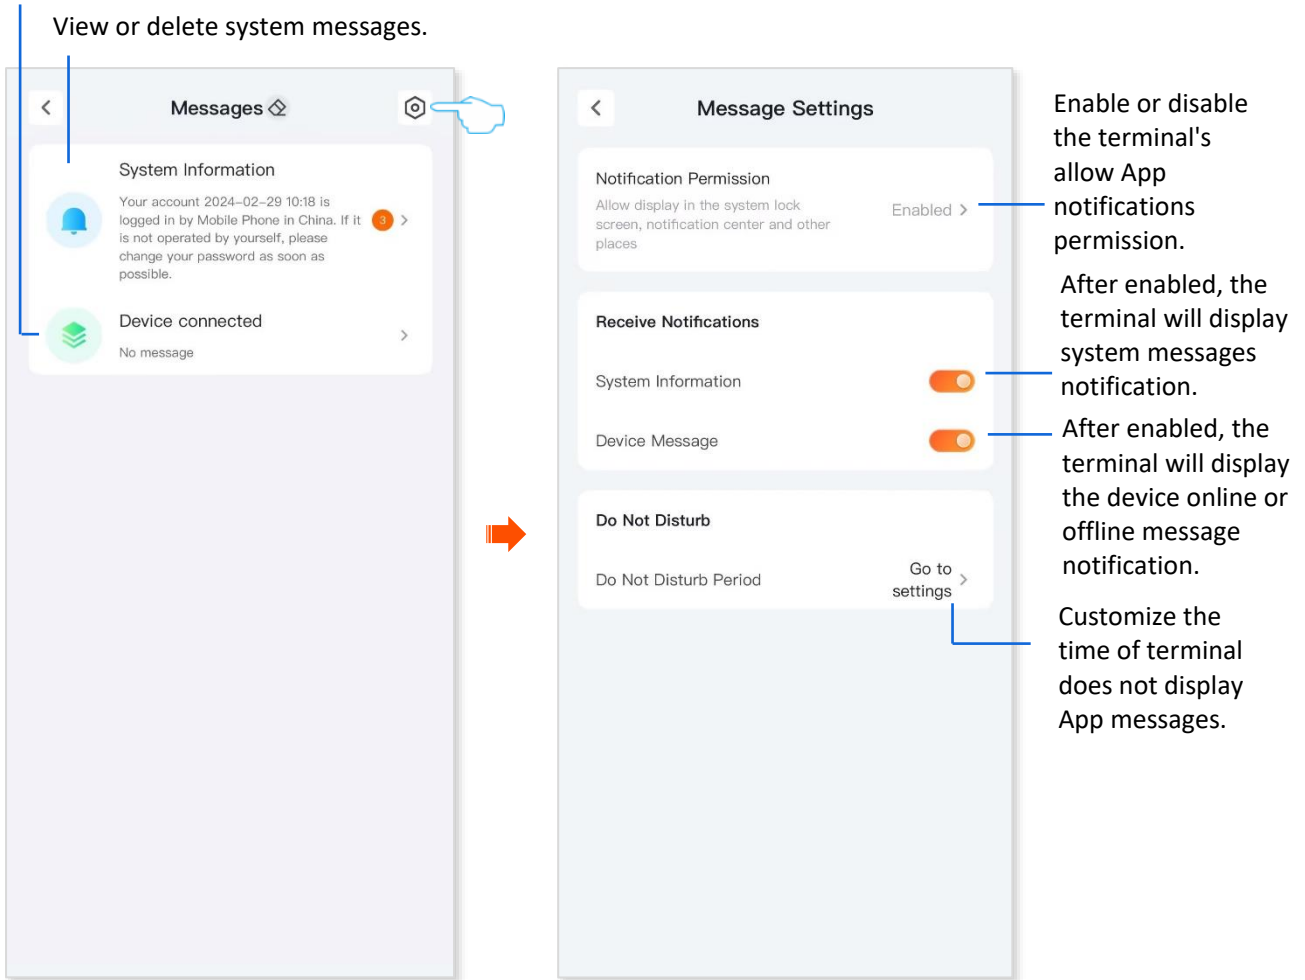 View or delete system messages.
Messages
System Information
Your account 2024-02-29 10:18 is
logged in by Mobile Phone in China. If it
is not operated by yourself, please
change your password as soon as
possible.
3
Device connected
No message
Message Settings
Notification Permission
Allow display in the system lock
screen, notification center and other
places
Enabled
Receive Notifications
System Information
Device Message
Do Not Disturb
Do Not Disturb Period
Go to
settings
Enable or disable
the terminal's
allow App
notifications
permission.
After enabled, the
terminal will display
system messages
notification.
After enabled, the
terminal will display
the device online or
offline message
notification.
Customize the
time of terminal
does not display
App messages.